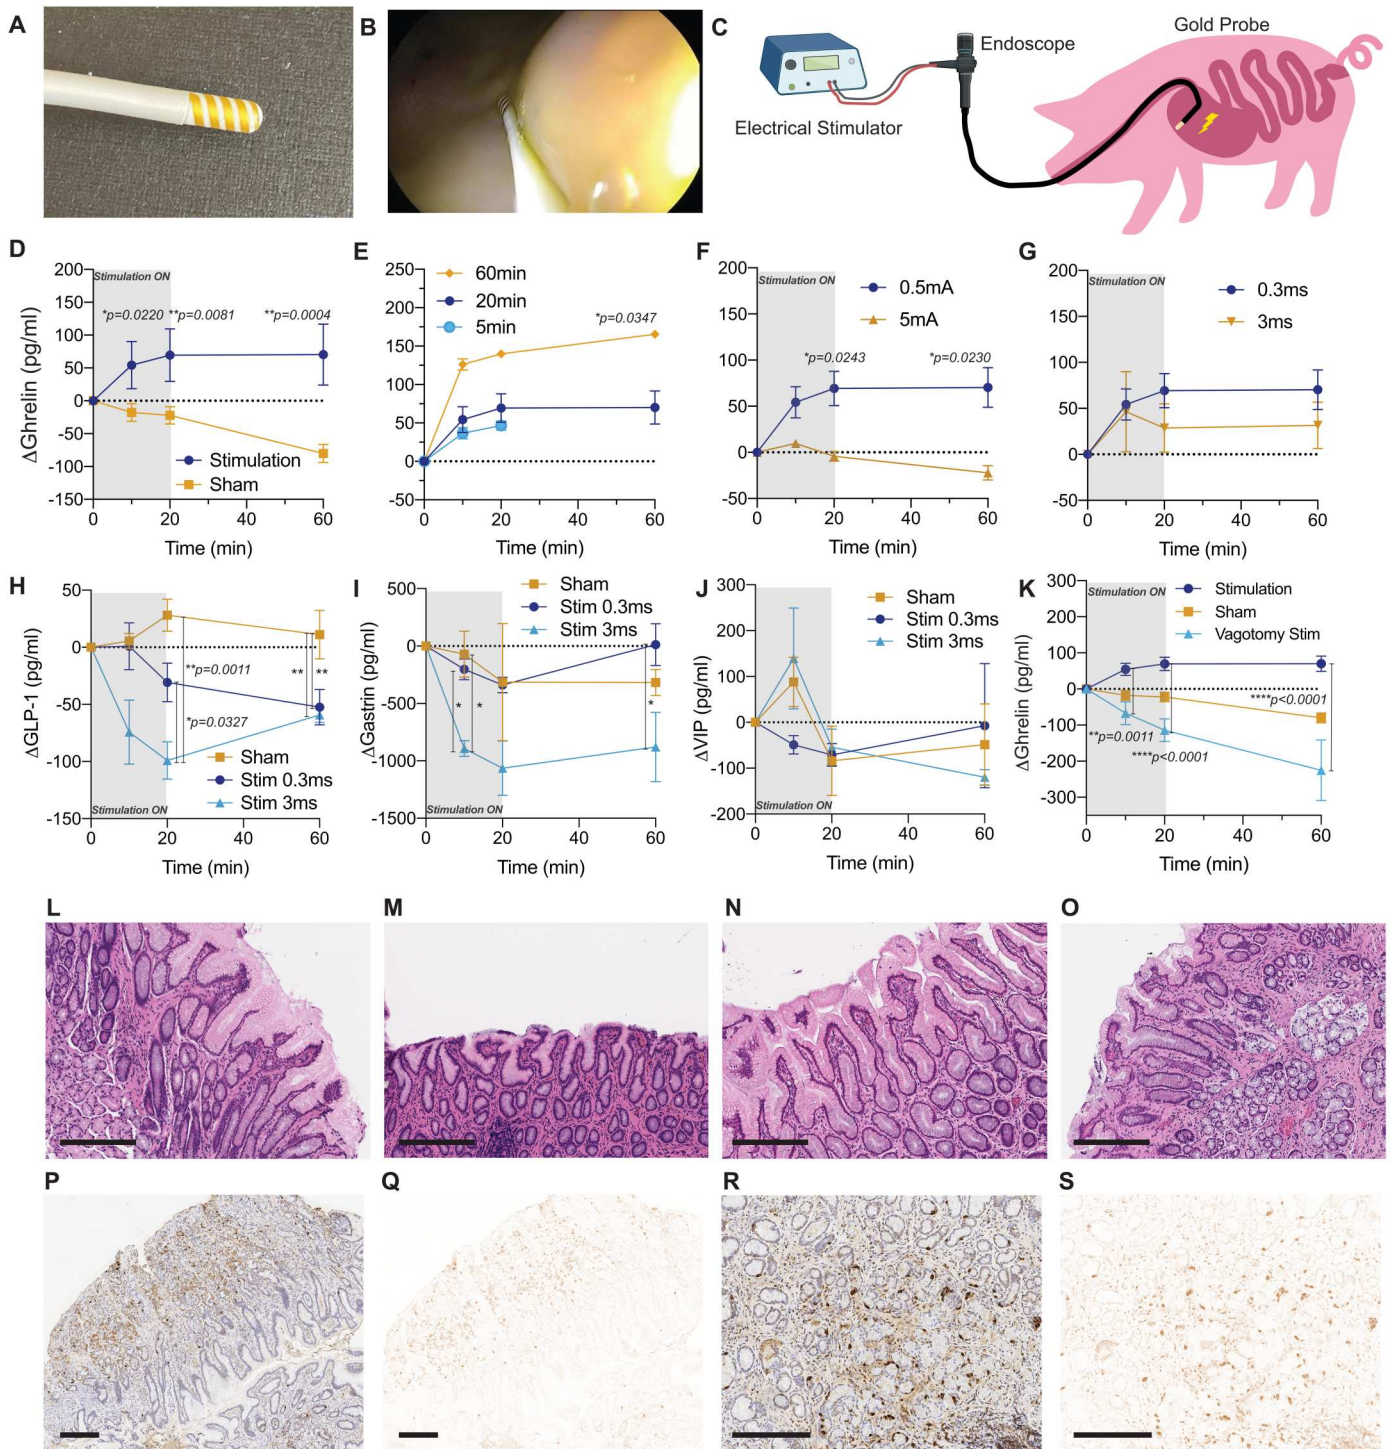 A
B
C
Gold Probe
Endoscope
Electrical Stimulator
D
ΔGhrelin (pg/ml)
200
150
100
50
0
-50
-100
-150
Stimulation ON
*p=0.0220
**p=0.0081
**p=0.0004
Stimulation
Sham
0
20
40
60
Time (min)
E
250
200
150
100
50
0
-50
60min
20min
5min
*p=0.0347
0
20
40
60
Time (min)
F
200
150
100
50
0
-50
Stimulation ON
0.5mA
5mA
*p=0.0243
*p=0.0230
0
20
40
60
Time (min)
G
200
150
100
50
0
-50
Stimulation ON
0.3ms
3ms
0
20
40
60
Time (min)
H
ΔGLP-1 (pg/ml)
50
0
-50
-100
-150
**p=0.0011
**
**
*p=0.0327
Sham
Stim 0.3ms
Stim 3ms
Stimulation ON
0
20
40
60
Time (min)
I
ΔGastrin (pg/ml)
500
0
-500
-1000
-1500
Sham
Stim 0.3ms
Stim 3ms
*
*
*
Stimulation ON
0
20
40
60
Time (min)
J
ΔVIP (pg/ml)
300
200
100
0
-100
-200
Sham
Stim 0.3ms
Stim 3ms
Stimulation ON
0
20
40
60
Time (min)
K
ΔGhrelin (pg/ml)
300
200
100
0
-100
-200
-300
Stimulation ON
Stimulation
Sham
Vagotomy Stim
****p<0.0001
**p=0.0011
****p<0.0001
0
20
40
60
Time (min)
L
M
N
O
P
Q
R
S